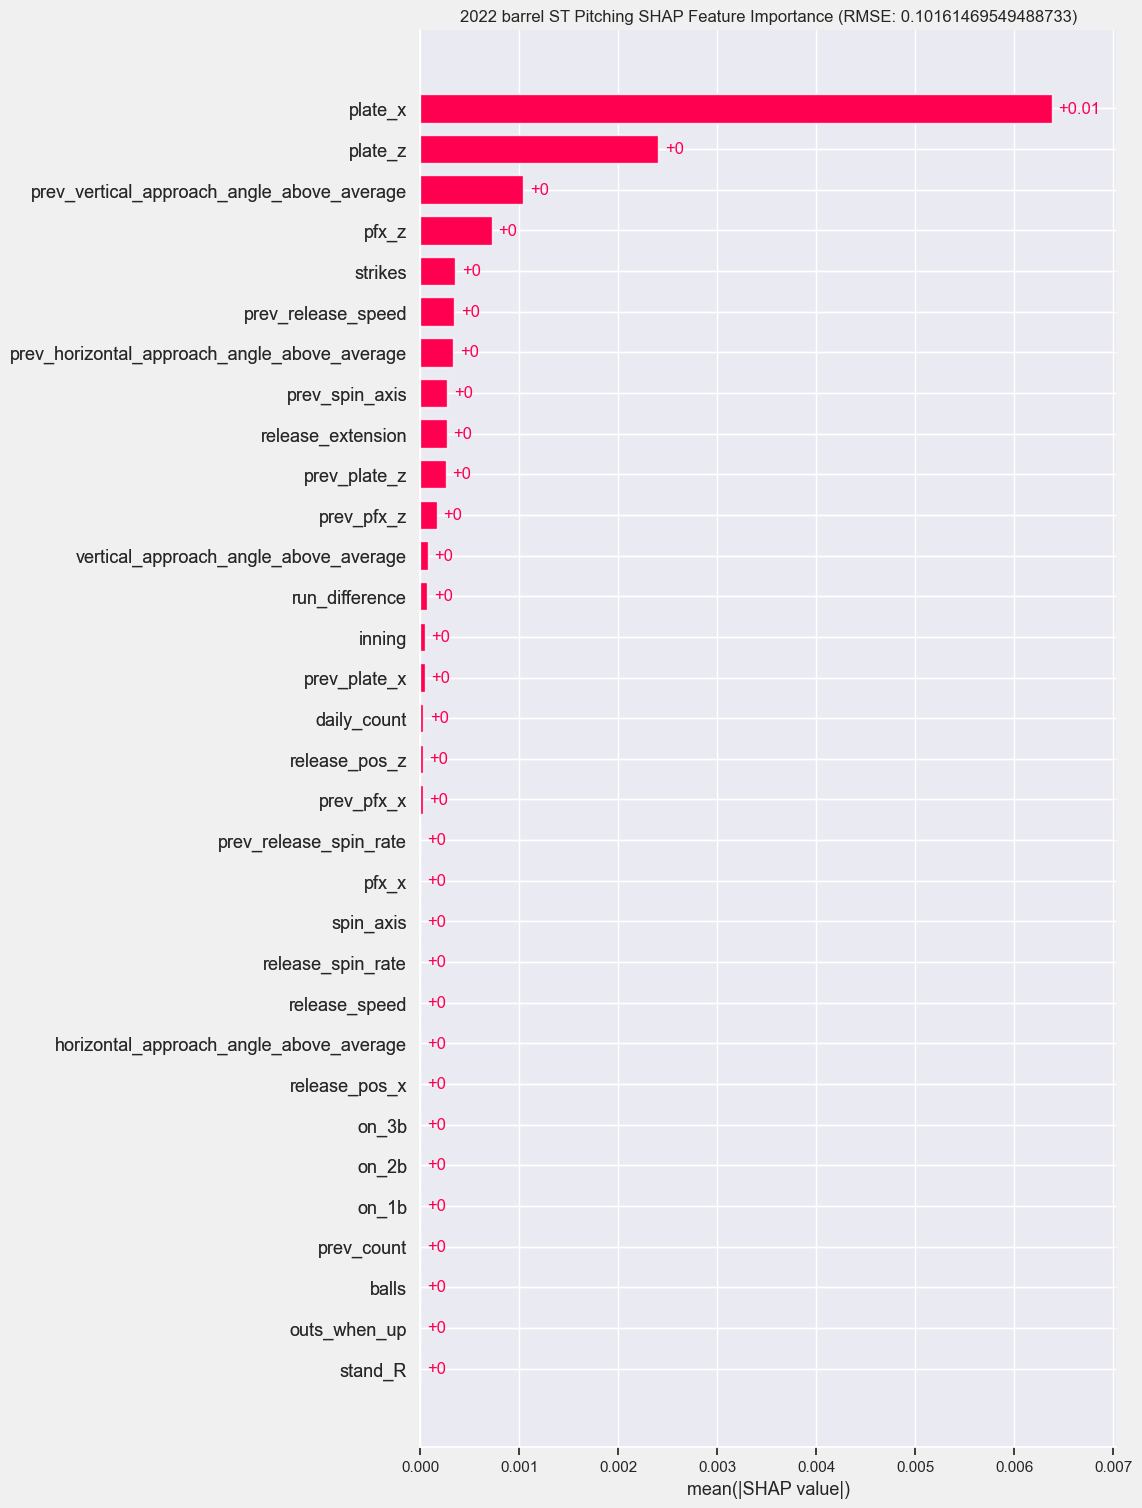 2022 barrel ST Pitching SHAP Feature Importance (RMSE: 0.10161469549488733)
plate_x +0.01
plate_z +0
prev_vertical_approach_angle_above_average +0
pfx_z +0
strikes +0
prev_release_speed +0
prev_horizontal_approach_angle_above_average +0
prev_spin_axis +0
release_extension +0
prev_plate_z +0
prev_pfx_z +0
vertical_approach_angle_above_average +0
run_difference +0
inning +0
prev_plate_x +0
daily_count +0
release_pos_z +0
prev_pfx_x +0
prev_release_spin_rate +0
pfx_x +0
spin_axis +0
release_spin_rate +0
release_speed +0
horizontal_approach_angle_above_average +0
release_pos_x +0
on_3b +0
on_2b +0
on_1b +0
prev_count +0
balls +0
outs_when_up +0
stand_R +0
0.000 0.001 0.002 0.003 0.004 0.005 0.006 0.007
mean(|SHAP value|)